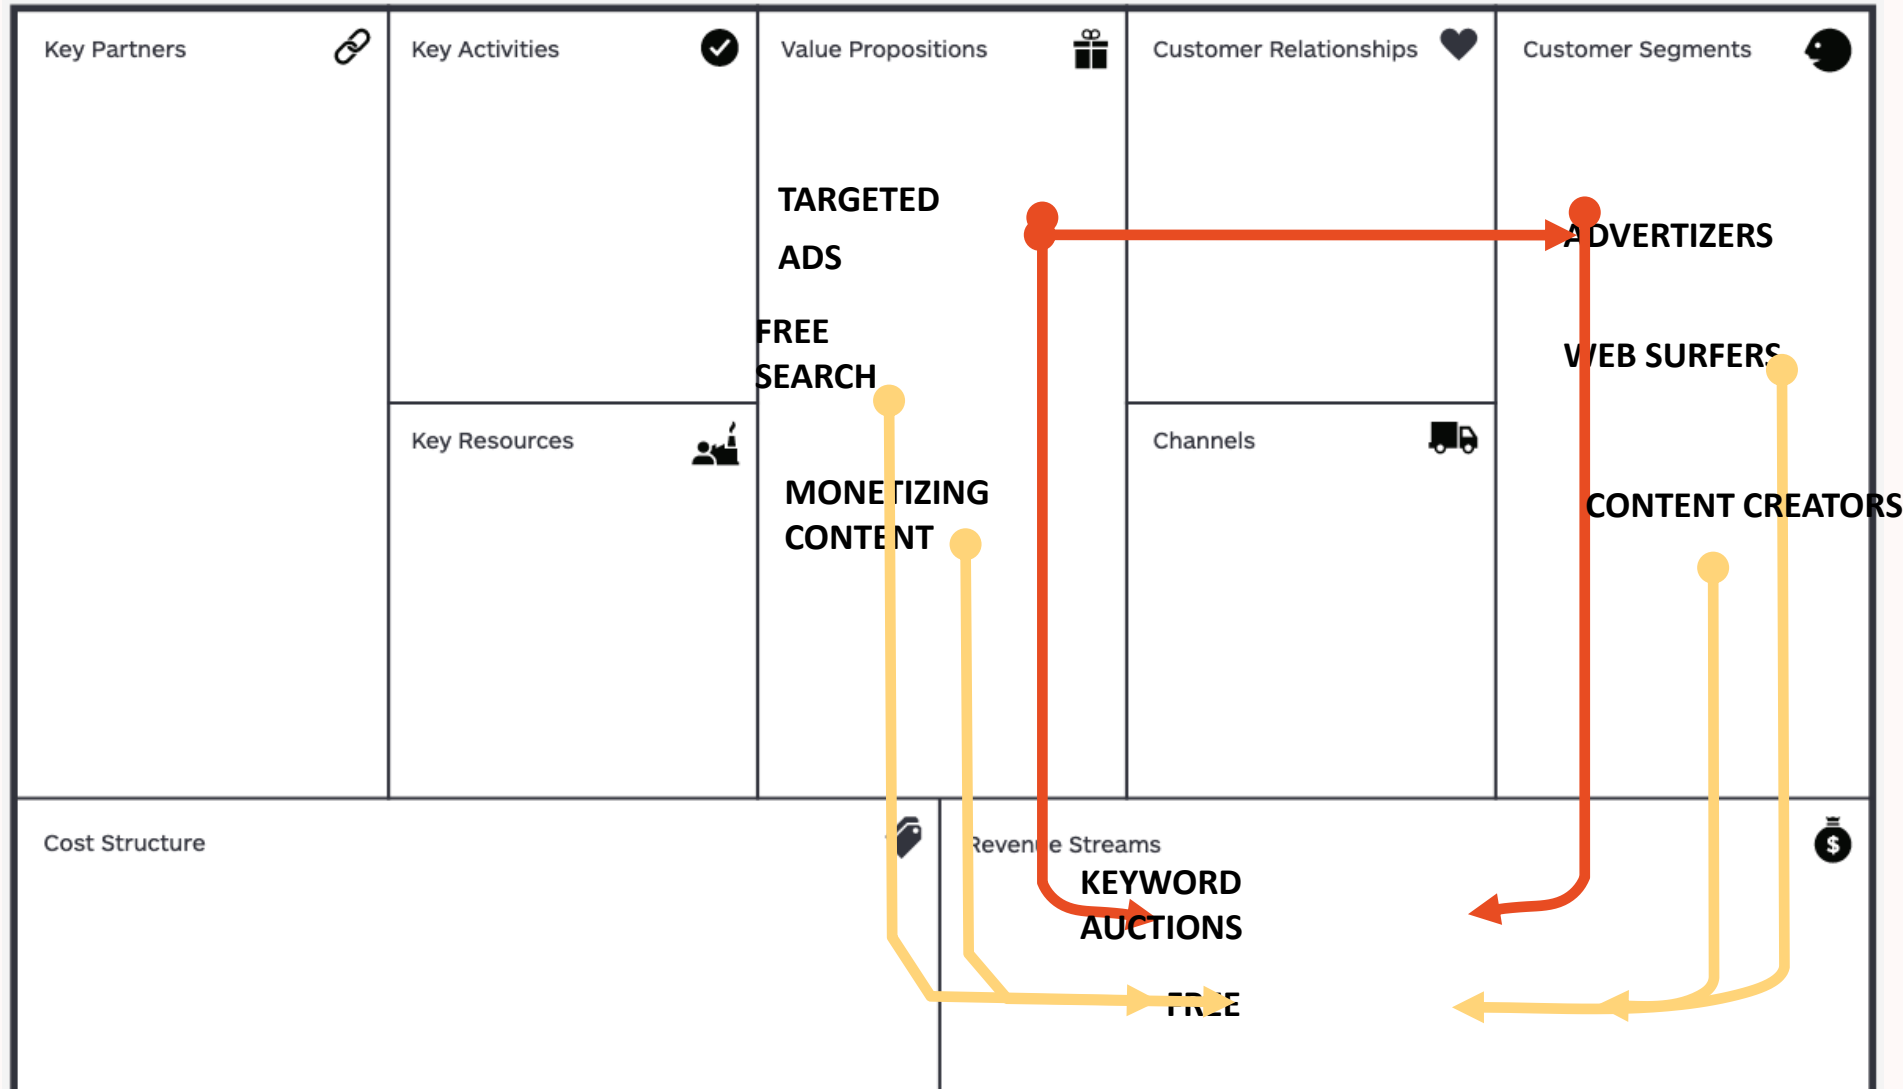 Key Partners
Key Activities
Value Propositions
Customer Relationships
Customer Segments
TARGETED
ADS
FREE
SEARCH
MONETIZING
CONTENT
ADVERTIZERS
WEB SURFERS
CONTENT CREATORS
Key Resources
Channels
Cost Structure
Revenue Streams
KEYWORD
AUCTIONS
FREE
$